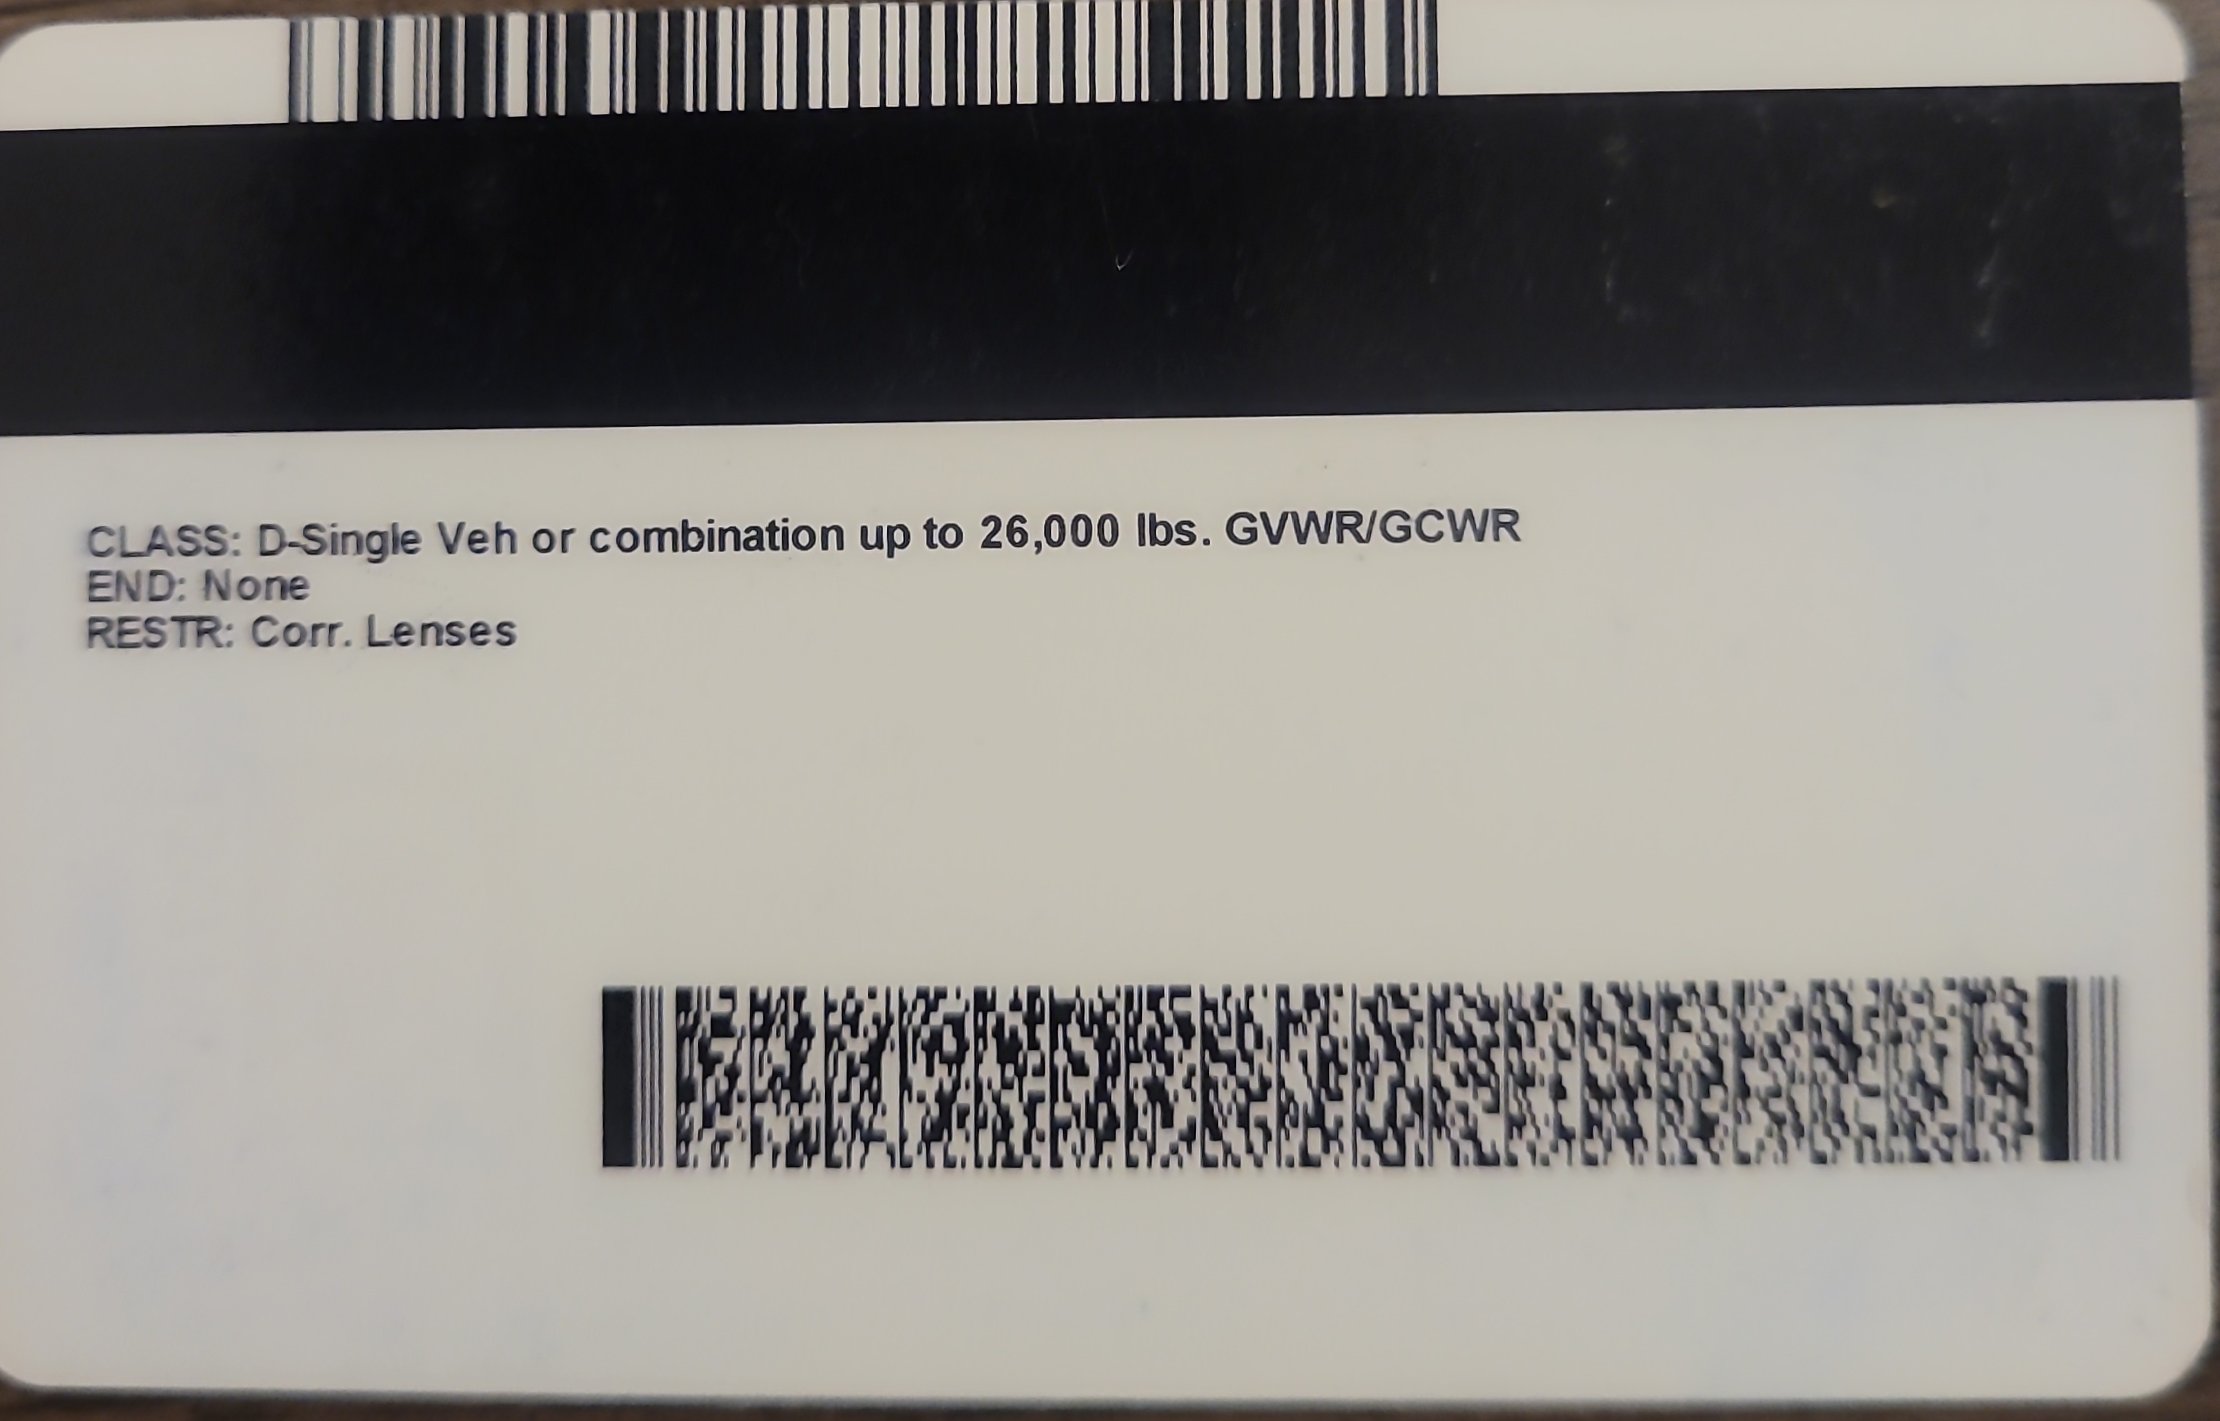 CLASS: D-Single Veh or combination up to 26,000 lbs. GVWR/GCWR
END: None
RESTR: Corr. Lenses